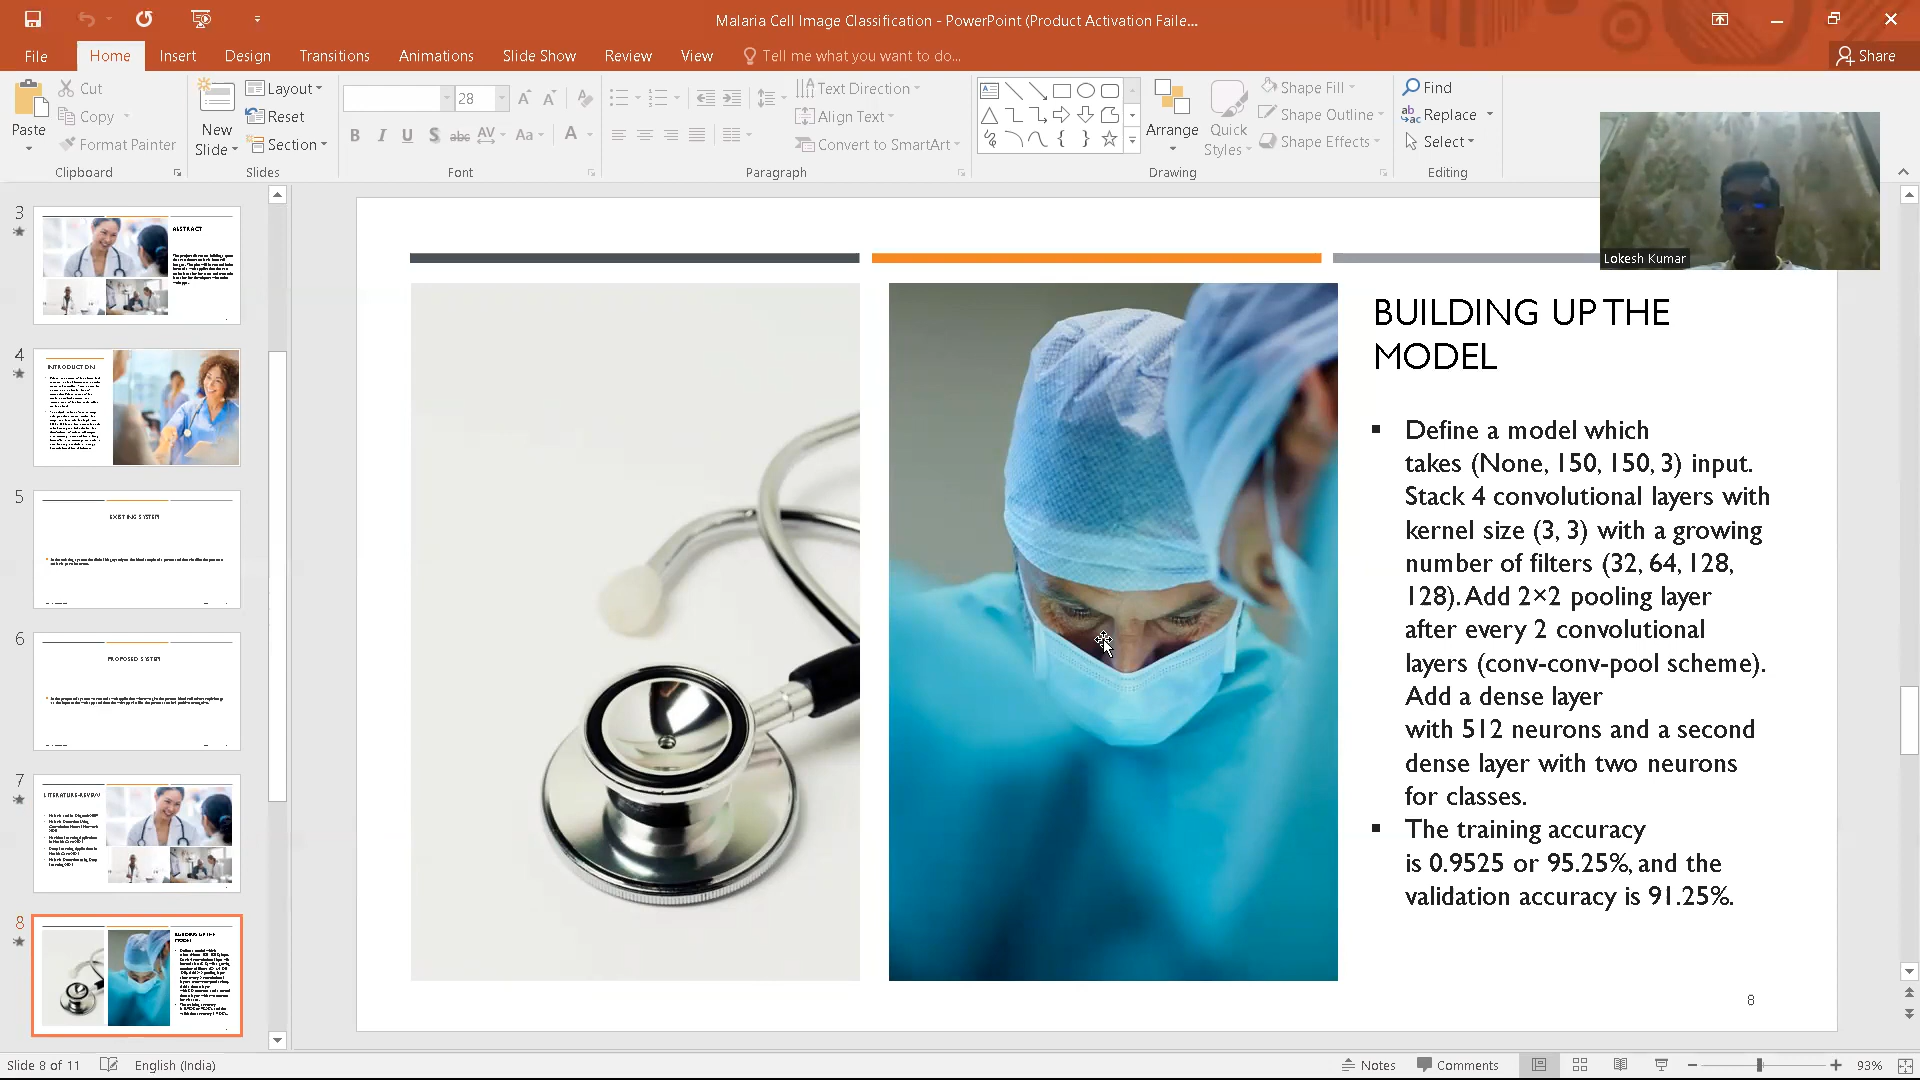 Malaria Cell Image Classification - PowerPoint (Product Activation Faile...
File Home Insert Design Transitions Animations Slide Show Review View Tell me what you want to do... Share
Paste
Cut
Copy
Format Painter
Clipboard
New Slide
Layout
Reset
Section
Slides
28
B I U S abc AV Aa A
Font
Text Direction
Align Text
Convert to SmartArt
Paragraph
Arrange
Quick Styles
Shape Fill
Shape Outline
Shape Effects
Drawing
Find
Replace
Select
Editing
Lokesh Kumar
3
ABSTRACT
4
INTRODUCTION
5
EXISTING SYSTEM
6
PROPOSED SYSTEM
7
LITERATURE-REVIEW
8
BUILDING UP THE
MODEL
Define a model which
takes (None, 150, 150, 3) input.
Stack 4 convolutional layers with
kernel size (3, 3) with a growing
number of filters (32, 64, 128,
128). Add 2×2 pooling layer
after every 2 convolutional
layers (conv-conv-pool scheme).
Add a dense layer
with 512 neurons and a second
dense layer with two neurons
for classes.
The training accuracy
is 0.9525 or 95.25%, and the
validation accuracy is 91.25%.
8
Slide 8 of 11 English (India) Notes Comments 93%